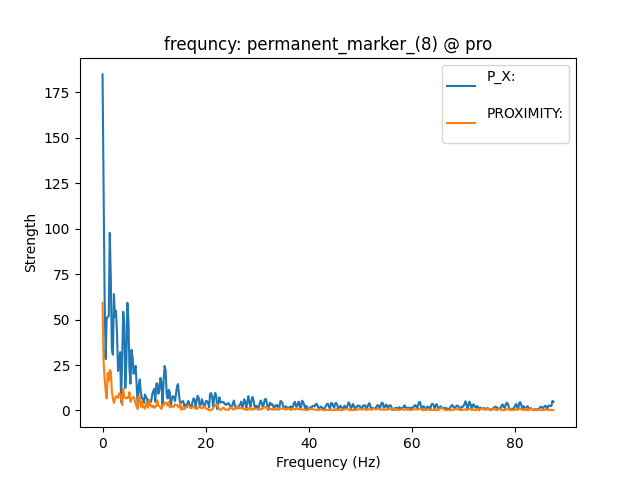 frequncy: permanent_marker_(8) @ pro
P_X:
PROXIMITY:
Strength
175
150
125
100
75
50
25
0
0 20 40 60 80
Frequency (Hz)